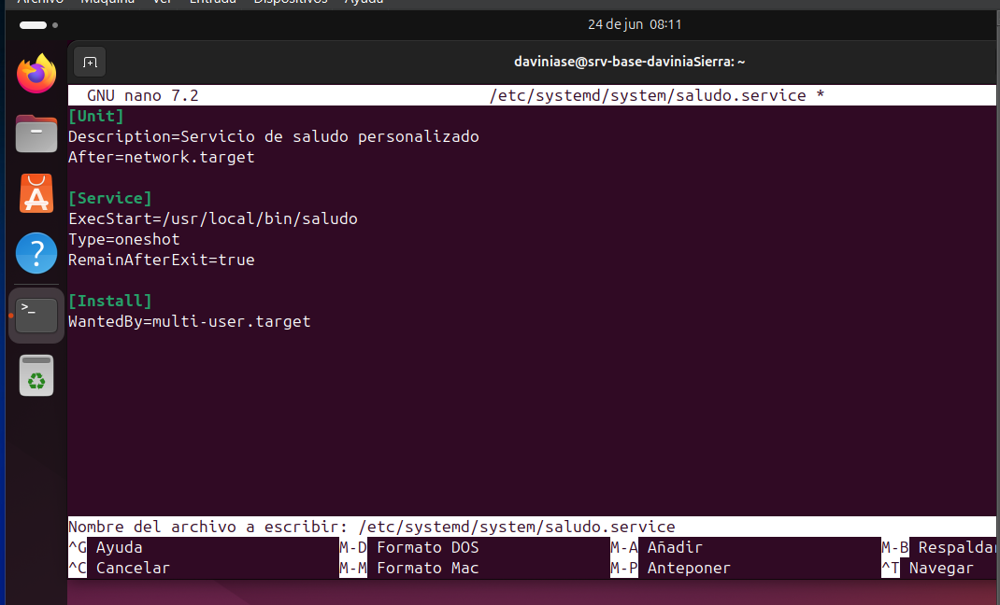 Archivo Máquina Ver Entrada Dispositivos Ayuda
24 de jun 08:11
daviniase@srv-base-daviniaSierra: ~
GNU nano 7.2 /etc/systemd/system/saludo.service *
[Unit]
Description=Servicio de saludo personalizado
After=network.target
[Service]
ExecStart=/usr/local/bin/saludo
Type=oneshot
RemainAfterExit=true
[Install]
WantedBy=multi-user.target
Nombre del archivo a escribir: /etc/systemd/system/saludo.service
^G Ayuda M-D Formato DOS M-A Añadir M-B Respaldar
^C Cancelar M-M Formato Mac M-P Anteponer ^T Navegar